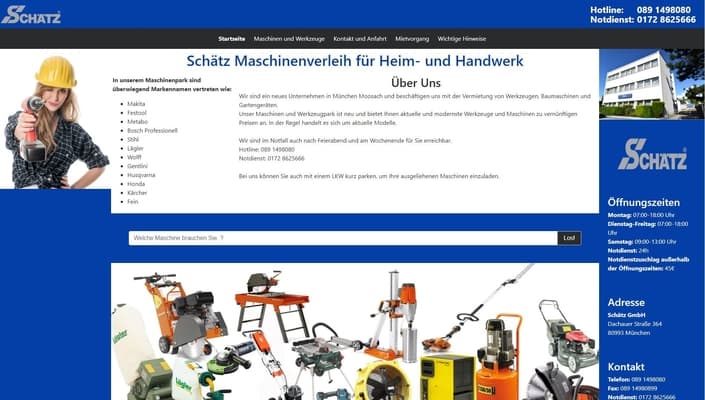 SCHÄTZ
Hotline: 089 1498080
Notdienst: 0172 8625666
Startseite Maschinen und Werkzeuge Kontakt und Anfahrt Mietvorgang Wichtige Hinweise
Schätz Maschinenverleih für Heim- und Handwerk
In unserem Maschinenpark sind
überwiegend Markennamen vertreten wie:
Makita
Festool
Metabo
Bosch Professionell
Stihl
Lägler
Wolff
Gentlini
Husqvarna
Honda
Kärcher
Fein
Über Uns
Wir sind ein neues Unternehmen in München Moosach und beschäftigen uns mit der Vermietung von Werkzeugen, Baumaschinen und
Gartengeräten.
Unser Maschinen und Werkzeugpark ist neu und bietet Ihnen aktuelle und modernste Werkzeuge und Maschinen zu vernünftigen
Preisen an. In der Regel handelt es sich um aktuelle Modelle.
Wir sind im Notfall auch nach Feierabend und am Wochenende für Sie erreichbar.
Hotline: 089 1498080
Notdienst: 0172 8625666
Bei uns können Sie auch mit einem LKW kurz parken, um Ihre ausgeliehenen Maschinen einzuladen.
Welche Maschine brauchen Sie. ?
Los!
Lägler
Lägler
SCHÄTZ
Öffnungszeiten
Montag: 07:00-18:00 Uhr
Dienstag-Freitag: 07:00-18:00
Uhr
Samstag: 09:00-13:00 Uhr
Notdienst: 24h
Notdienstzuschlag außerhalb
der Öffnungszeiten: 45€
Adresse
Schätz GmbH
Dachauer Straße 364
80993 München
Kontakt
Telefon: 089 1498080
Fax: 089 14980899
Notdienst: 0172 8625666